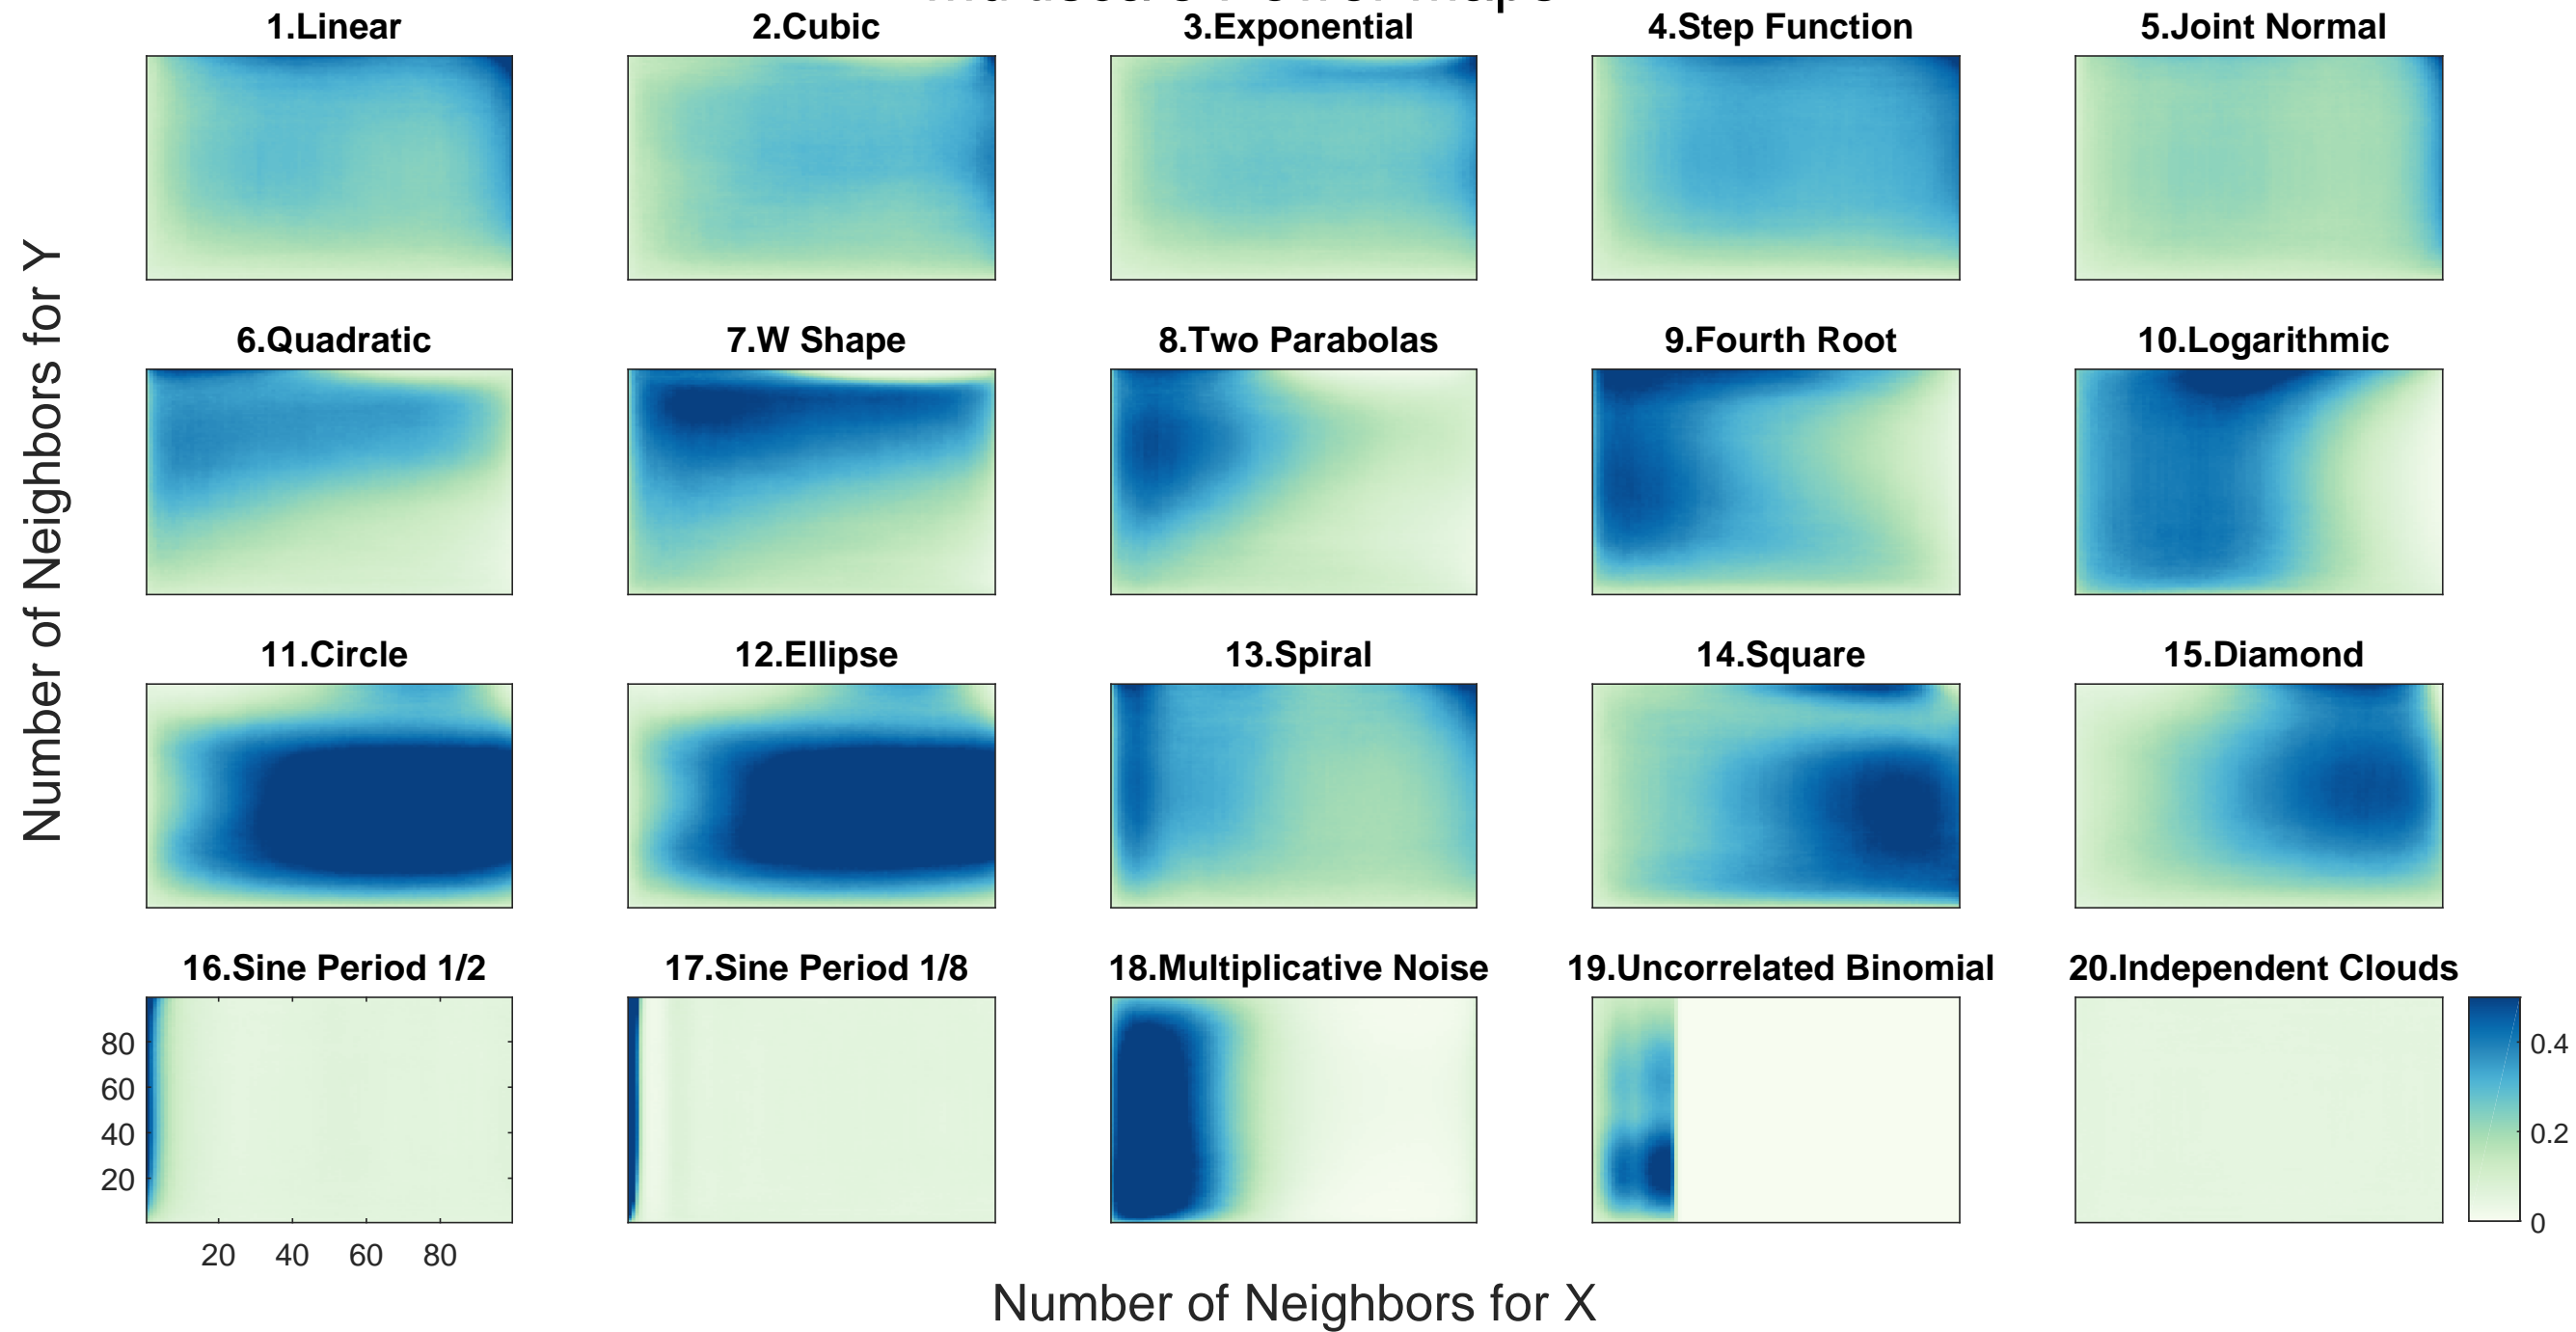 1.Linear
2.Cubic
3.Exponential
4.Step Function
5.Joint Normal
Number of Neighbors for Y
6.Quadratic
7.W Shape
8.Two Parabolas
9.Fourth Root
10.Logarithmic
11.Circle
12.Ellipse
13.Spiral
14.Square
15.Diamond
16.Sine Period 1/2
17.Sine Period 1/8
18.Multiplicative Noise
19.Uncorrelated Binomial
20.Independent Clouds
80
60
40
20
20 40 60 80
0.4
0.2
0
Number of Neighbors for X